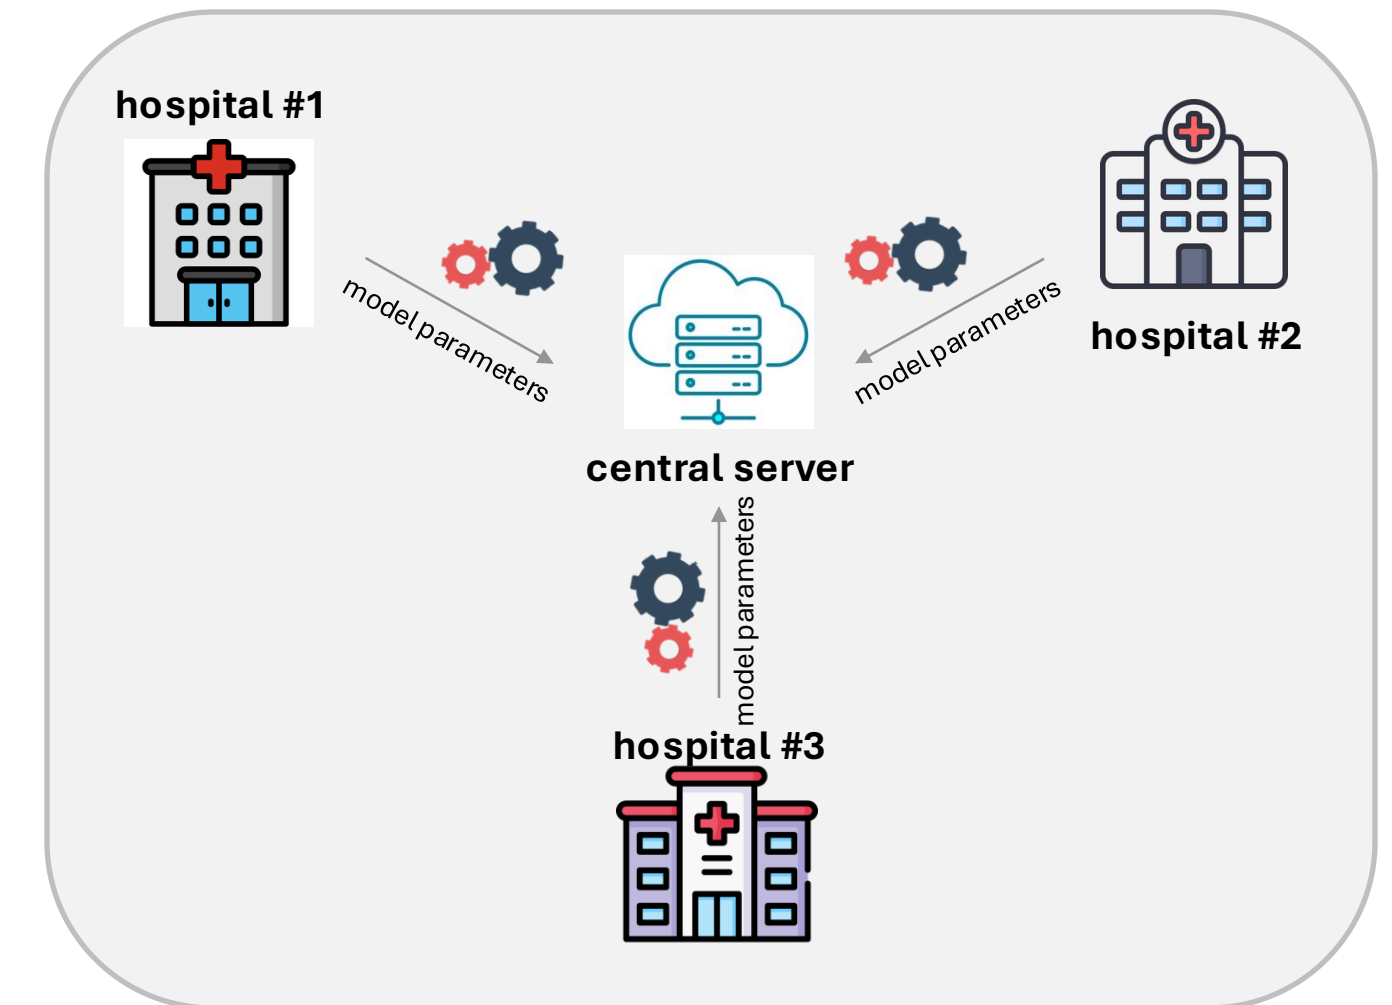 hospital #1
model parameters
model parameters
hospital #2
central server
model parameters
hospital #3